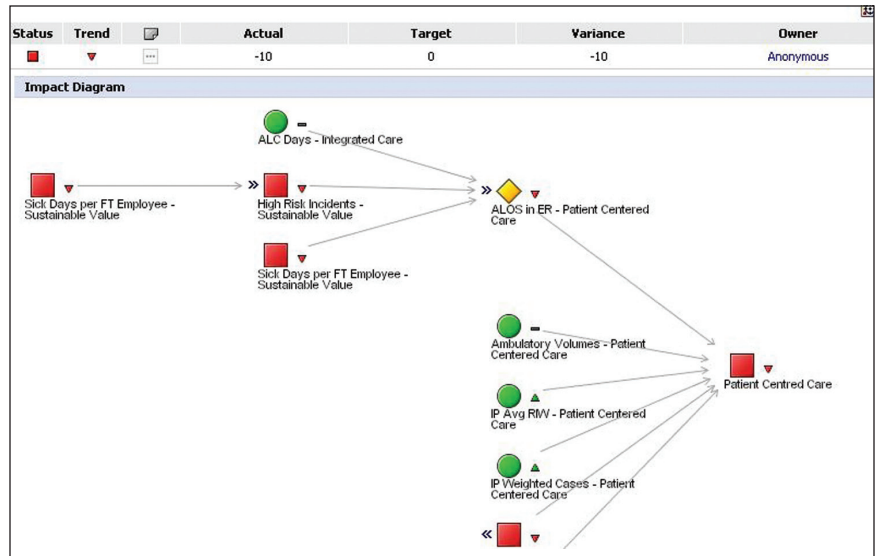 Status Trend Actual Target Variance Owner
-10 0 -10 Anonymous
Impact Diagram
ALC Days - Integrated Care
Sick Days per FT Employee -
Sustainable Value
High Risk Incidents -
Sustainable Value
ALOS in ER - Patient Centered
Care
Sick Days per FT Employee -
Sustainable Value
Ambulatory Volumes - Patient
Centered Care
Patient Centred Care
IP Avg RIW - Patient Centered
Care
IP Weighted Cases - Patient
Centered Care